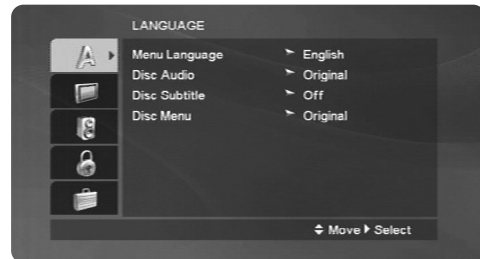 LANGUAGE
A
Menu Language English
Disc Audio Original
Disc Subtitle Off
Disc Menu Original
Move Select